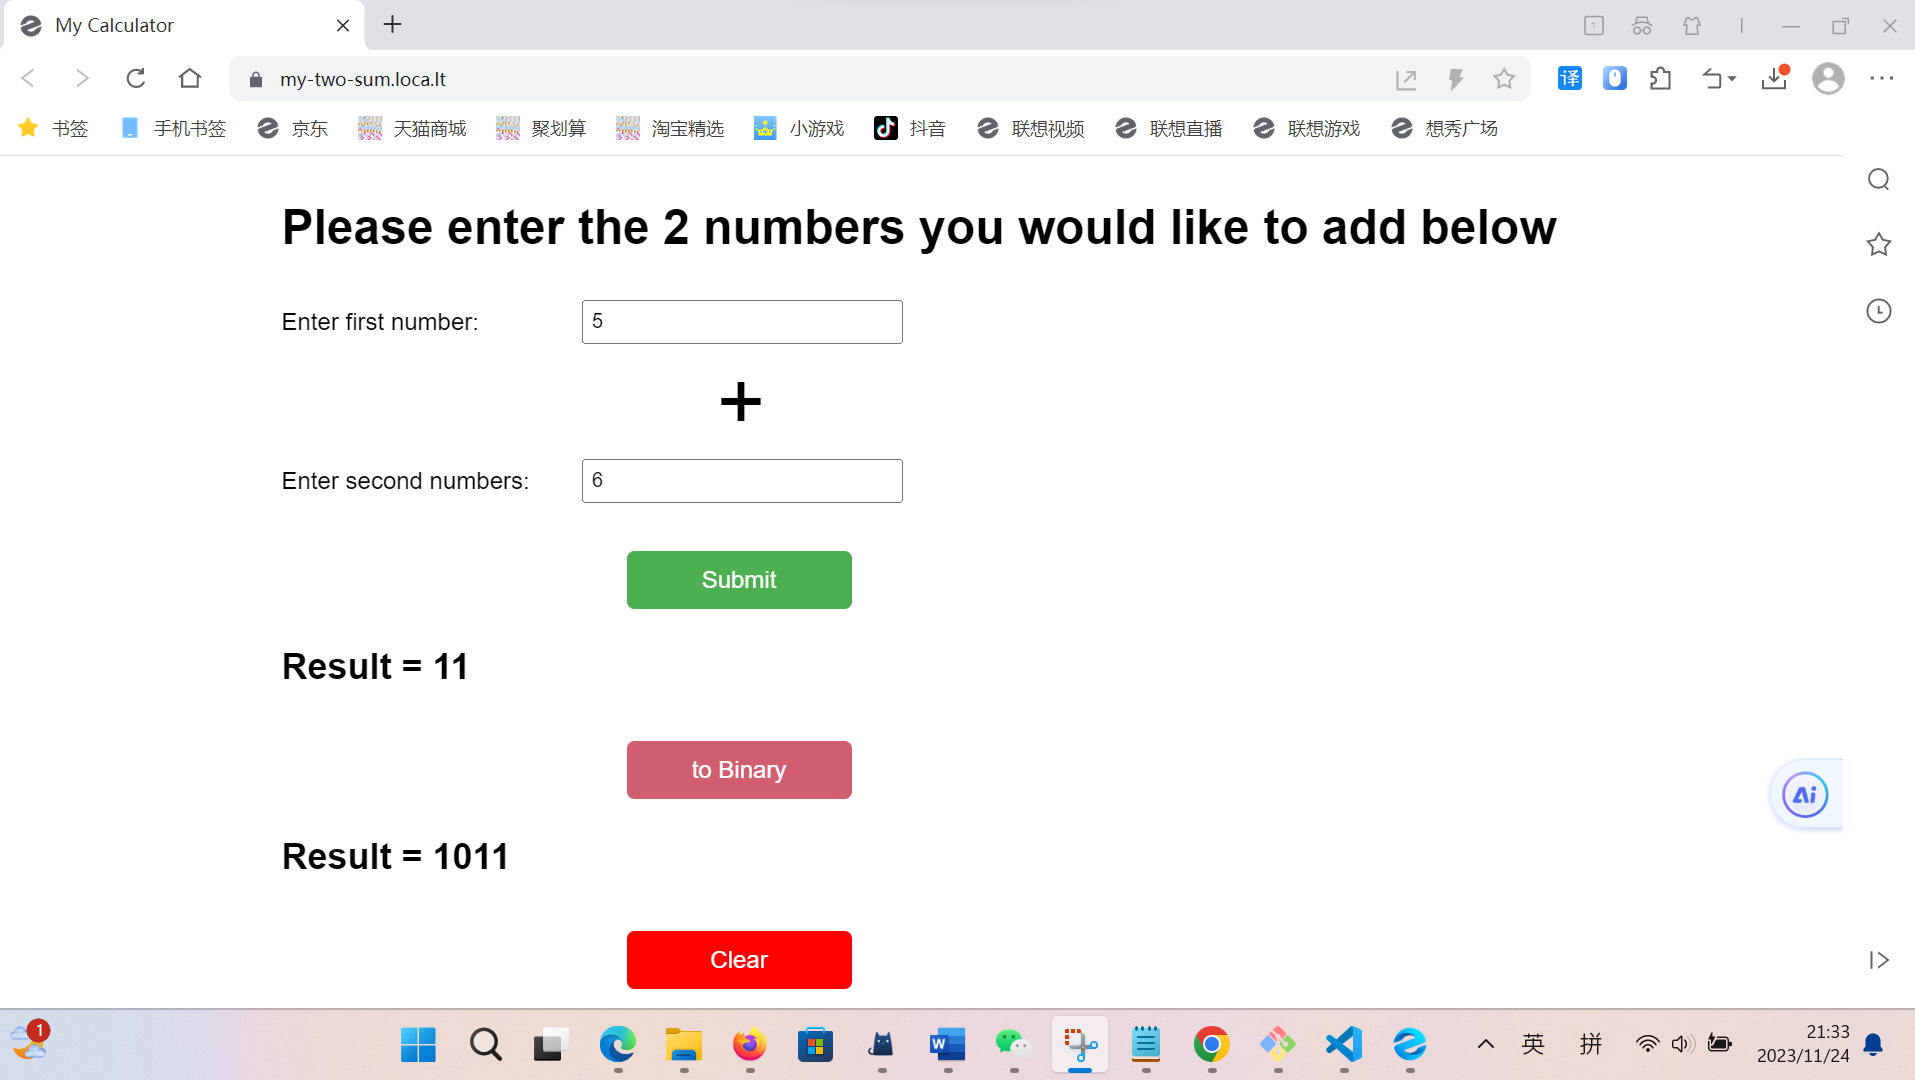 My Calculator
my-two-sum.loca.lt
译
书签 手机书签 京东 天猫商城 聚划算 淘宝精选 小游戏 抖音 联想视频 联想直播 联想游戏 想秀广场
Please enter the 2 numbers you would like to add below
Enter first number: 5
+
Enter second numbers: 6
Submit
Result = 11
to Binary
Ai
Result = 1011
Clear
1
W
英 拼
21:33
2023/11/24